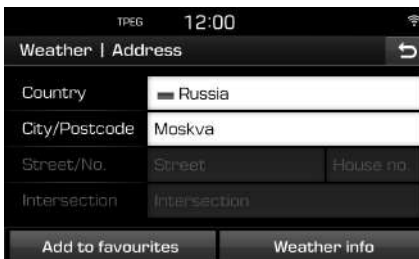 TPEG 12:00
Weather | Address
Country Russia
City/Postcode Moskva
Street/No. Street House no.
Intersection Intersection
Add to favourites Weather info